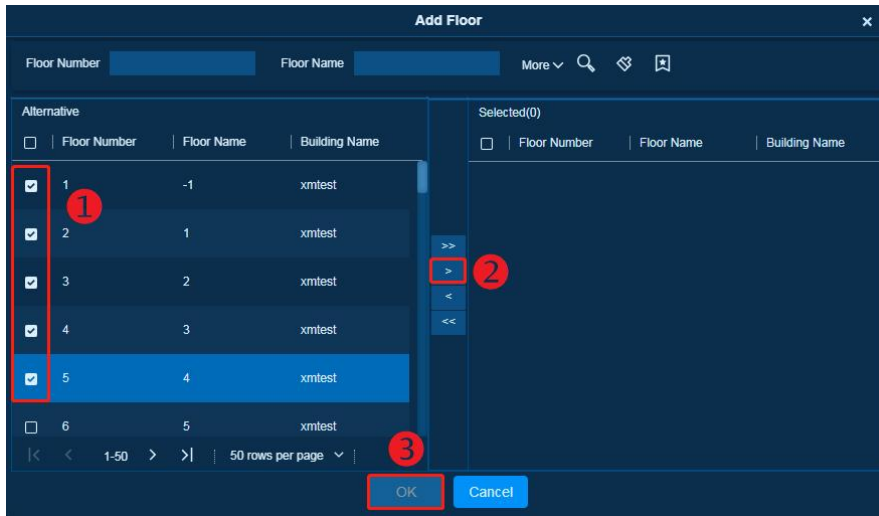 Add Floor ×
Floor Number Floor Name More
Alternative Selected(0)
Floor Number Floor Name Building Name Floor Number Floor Name Building Name
1 -1 xmtest
1
2 1 xmtest
>>
3 2 xmtest > 2
<
4 3 xmtest <<
5 4 xmtest
6 5 xmtest
|< < 1-50 > >| 50 rows per page 3
OK Cancel